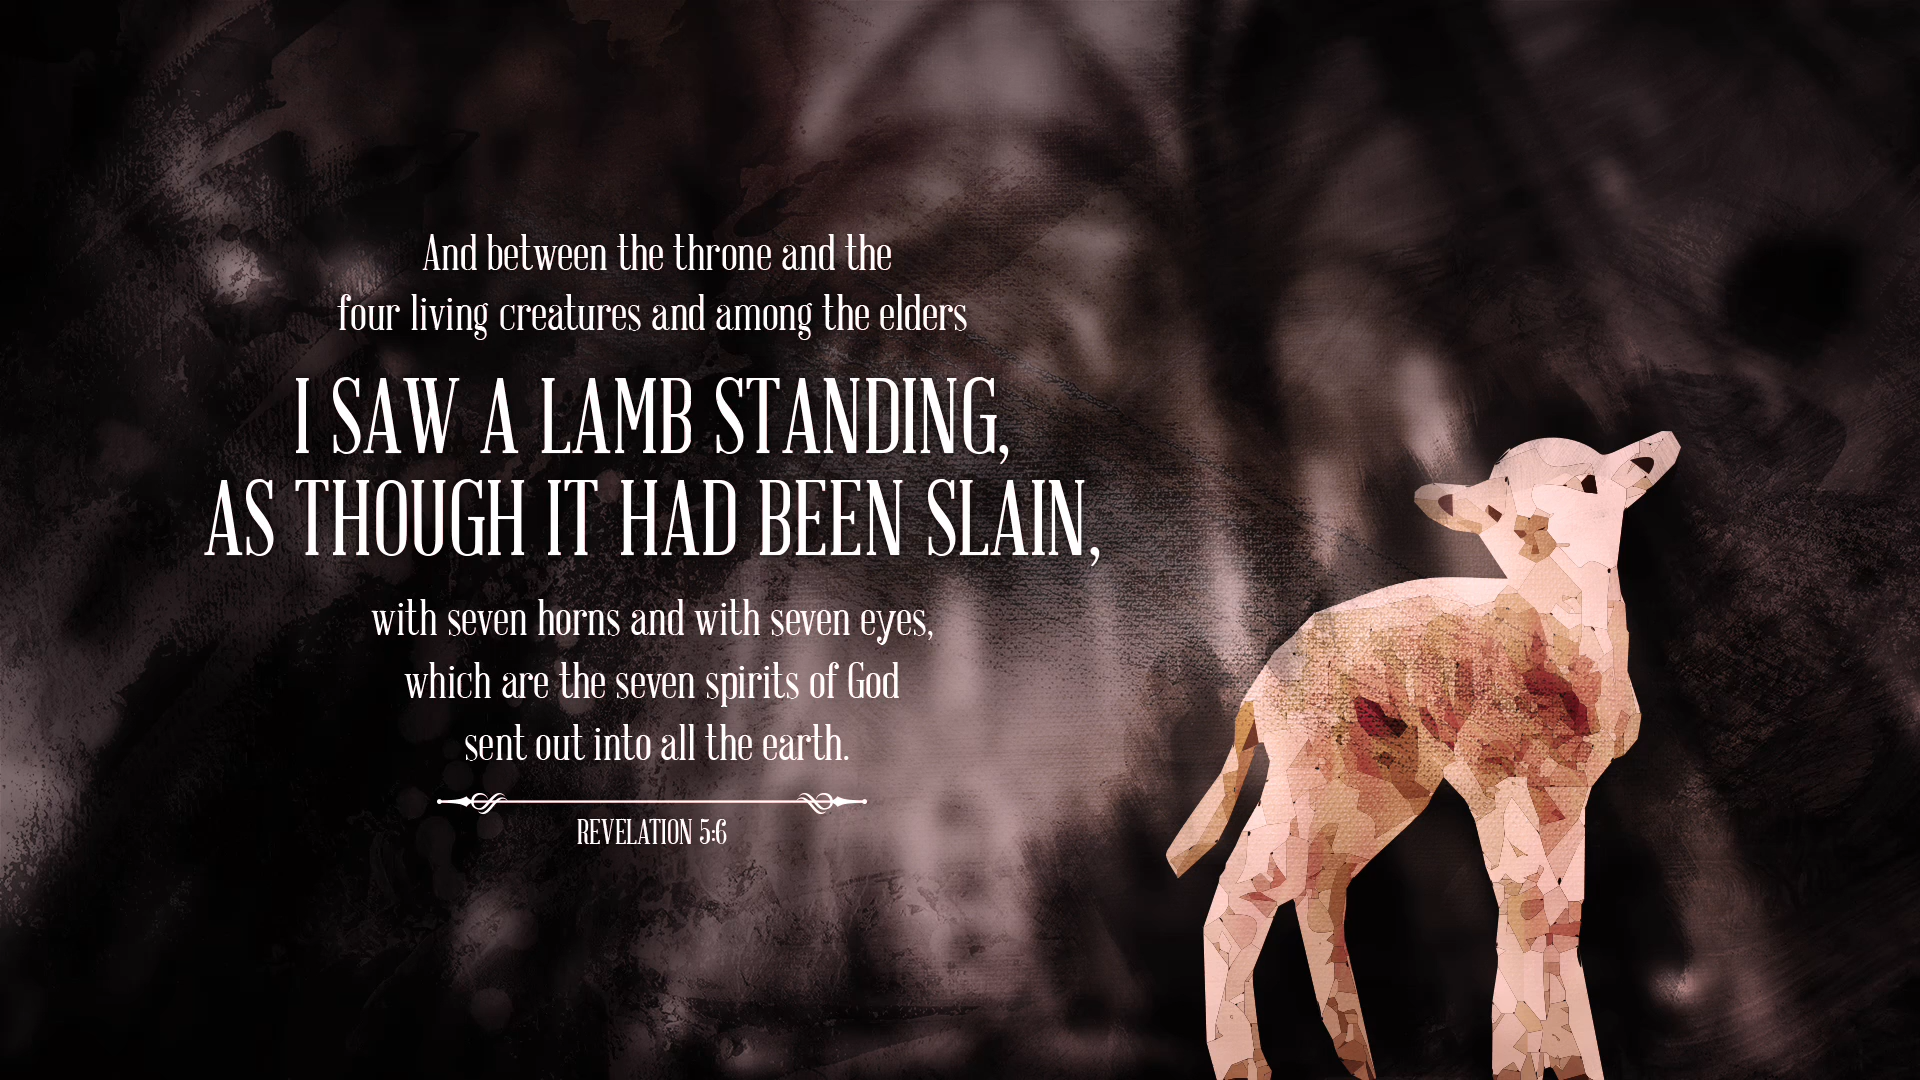 And between the throne and the
four living creatures and among the elders
I SAW A LAMB STANDING,
AS THOUGH IT HAD BEEN SLAIN,
with seven horns and with seven eyes,
which are the seven spirits of God
sent out into all the earth.
REVELATION 5:6